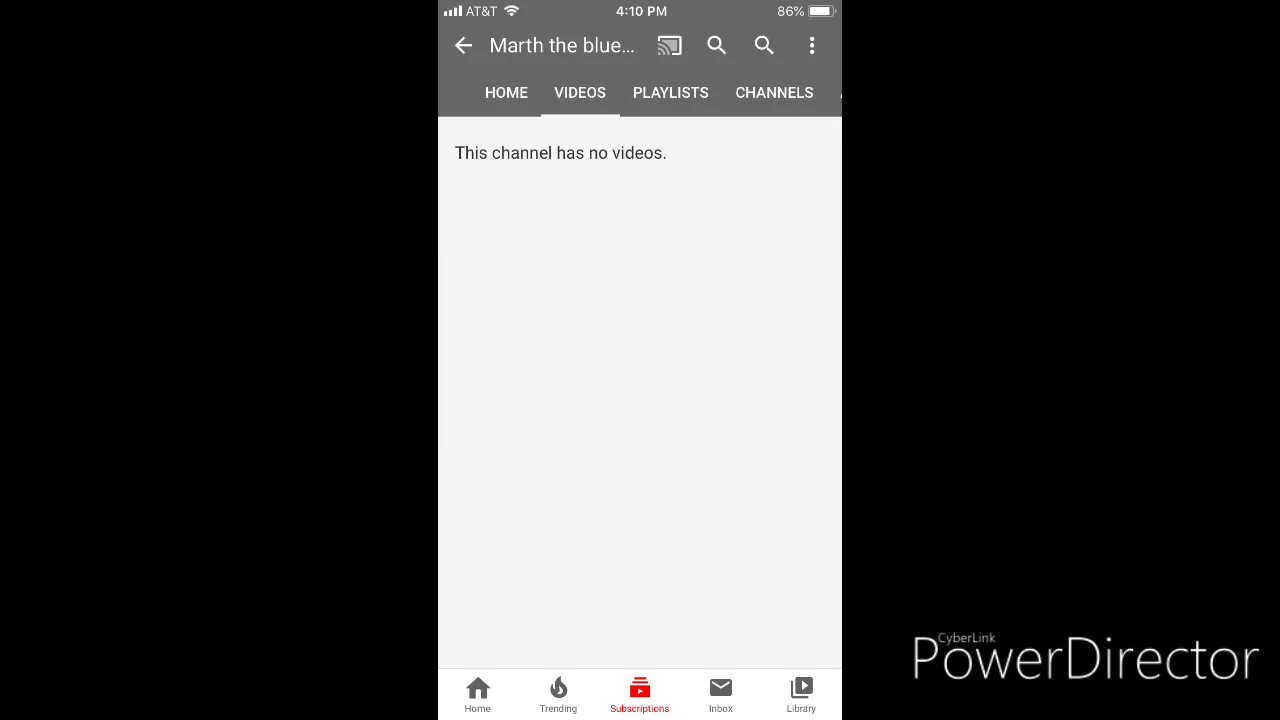 AT&T 4:10 PM 86%
Marth the blue...
HOME VIDEOS PLAYLISTS CHANNELS
This channel has no videos.
Home Trending Subscriptions Inbox Library
CyberLink
PowerDirector